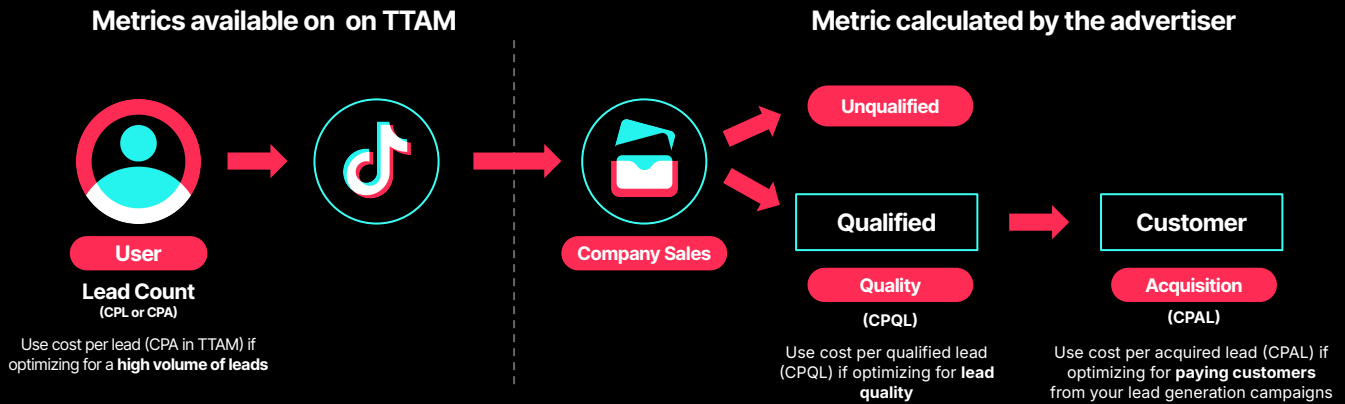 Metrics available on on TTAM
Metric calculated by the advertiser
User
Lead Count
(CPL or CPA)
Use cost per lead (CPA in TTAM) if
optimizing for a high volume of leads
Company Sales
Unqualified
Qualified
Quality
(CPQL)
Use cost per qualified lead
(CPQL) if optimizing for lead
quality
Customer
Acquisition
(CPAL)
Use cost per acquired lead (CPAL) if
optimizing for paying customers
from your lead generation campaigns